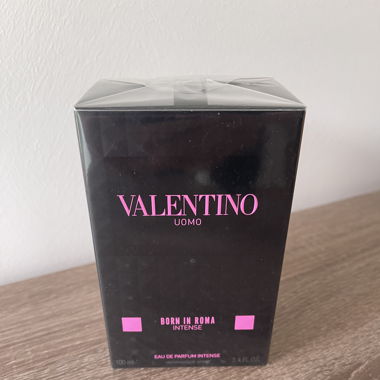 VALENTINO
UOMO
BORN IN ROMA
INTENSE
EAU DE PARFUM INTENSE
100 ml 3.4 FL.OZ.